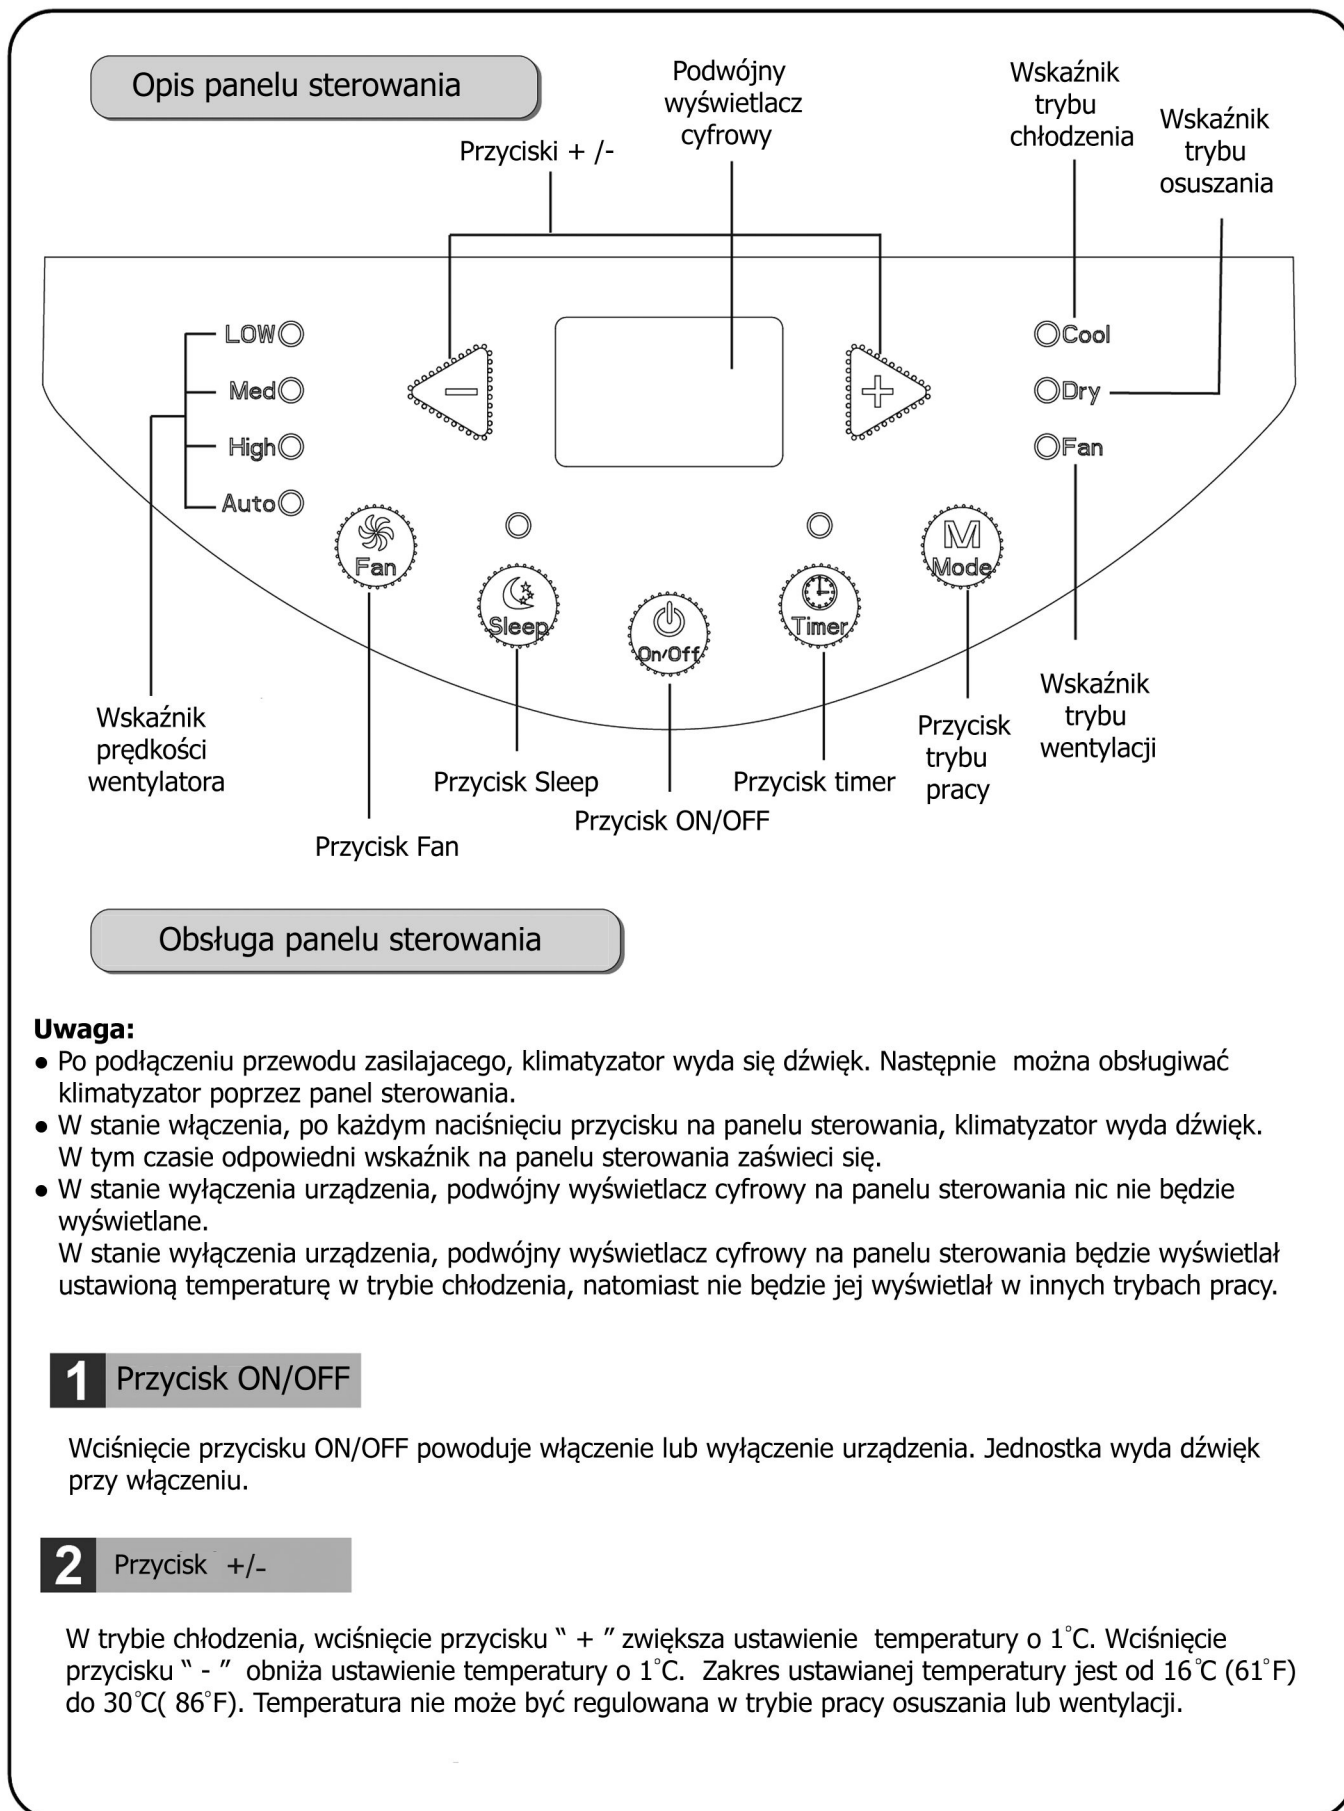 Opis panelu sterowania
Podwójny
wyświetlacz
cyfrowy
Wskaźnik
trybu
chłodzenia
Wskaźnik
trybu
osuszania
Przyciski + /-
LOW
Med
High
Auto
−
+
Cool
Dry
Fan
Fan
Sleep
On/Off
Timer
M
Mode
Wskaźnik
prędkości
wentylatora
Przycisk Fan
Przycisk Sleep
Przycisk ON/OFF
Przycisk timer
Przycisk
trybu
pracy
Wskaźnik
trybu
wentylacji
Obsługa panelu sterowania
Uwaga:
● Po podłączeniu przewodu zasilajacego, klimatyzator wyda się dźwięk. Następnie można obsługiwać
klimatyzator poprzez panel sterowania.
● W stanie włączenia, po każdym naciśnięciu przycisku na panelu sterowania, klimatyzator wyda dźwięk.
W tym czasie odpowiedni wskaźnik na panelu sterowania zaświeci się.
● W stanie wyłączenia urządzenia, podwójny wyświetlacz cyfrowy na panelu sterowania nic nie będzie
wyświetlane.
W stanie wyłączenia urządzenia, podwójny wyświetlacz cyfrowy na panelu sterowania będzie wyświetlał
ustawioną temperaturę w trybie chłodzenia, natomiast nie będzie jej wyświetlał w innych trybach pracy.
1 Przycisk ON/OFF
Wciśnięcie przycisku ON/OFF powoduje włączenie lub wyłączenie urządzenia. Jednostka wyda dźwięk
przy włączeniu.
2 Przycisk +/-
W trybie chłodzenia, wciśnięcie przycisku “ + ” zwiększa ustawienie temperatury o 1°C. Wciśnięcie
przycisku “ - ” obniża ustawienie temperatury o 1°C. Zakres ustawianej temperatury jest od 16°C (61°F)
do 30°C( 86°F). Temperatura nie może być regulowana w trybie pracy osuszania lub wentylacji.